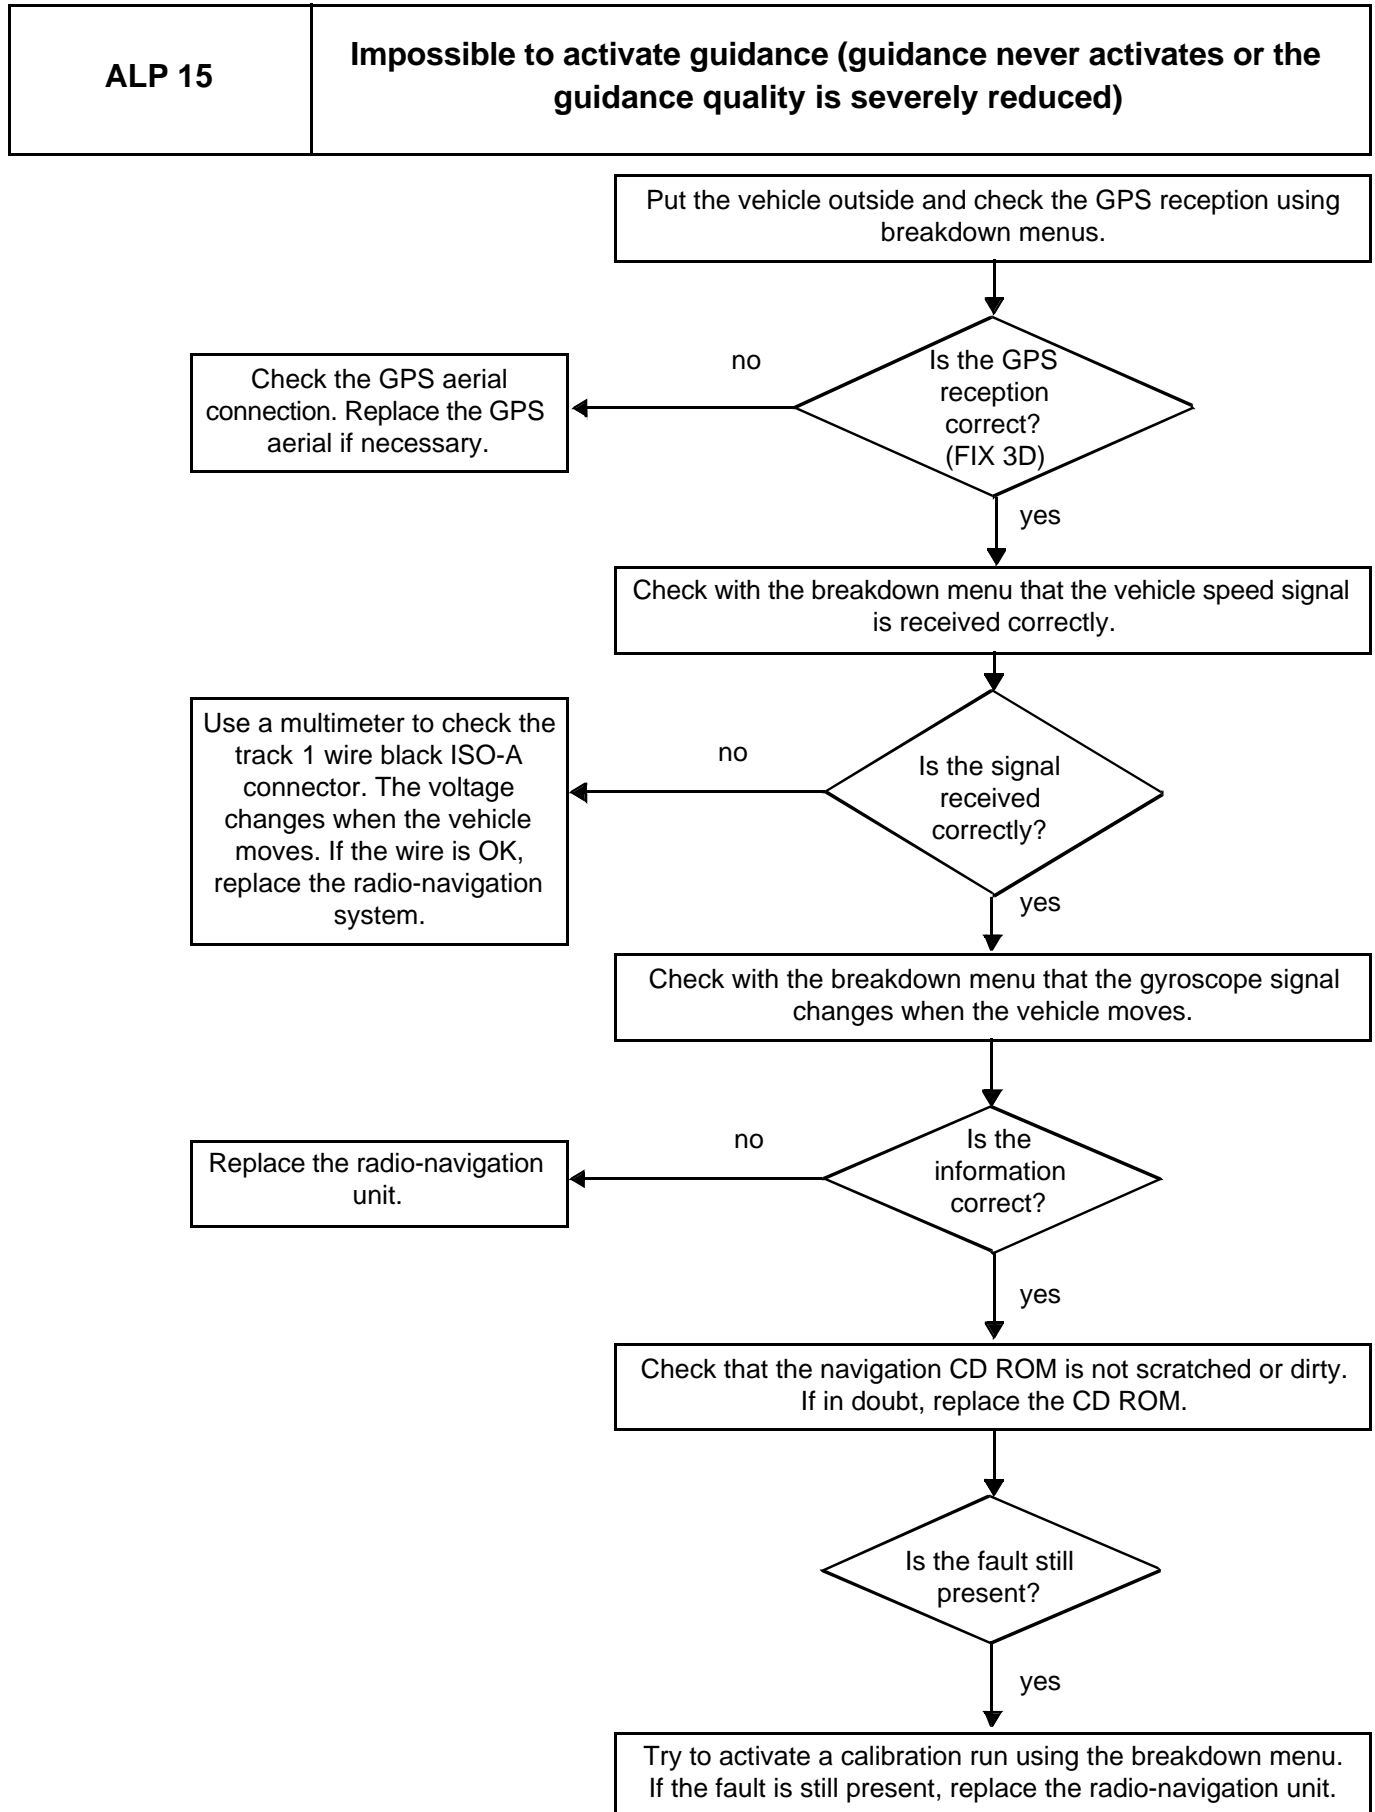 ALP 15
Impossible to activate guidance (guidance never activates or the
guidance quality is severely reduced)
Put the vehicle outside and check the GPS reception using
breakdown menus.
Is the GPS
reception
correct?
(FIX 3D)
no
Check the GPS aerial
connection. Replace the GPS
aerial if necessary.
yes
Check with the breakdown menu that the vehicle speed signal
is received correctly.
Is the signal
received
correctly?
no
Use a multimeter to check the
track 1 wire black ISO-A
connector. The voltage
changes when the vehicle
moves. If the wire is OK,
replace the radio-navigation
system.
yes
Check with the breakdown menu that the gyroscope signal
changes when the vehicle moves.
Is the
information
correct?
no
Replace the radio-navigation
unit.
yes
Check that the navigation CD ROM is not scratched or dirty.
If in doubt, replace the CD ROM.
Is the fault still
present?
yes
Try to activate a calibration run using the breakdown menu.
If the fault is still present, replace the radio-navigation unit.